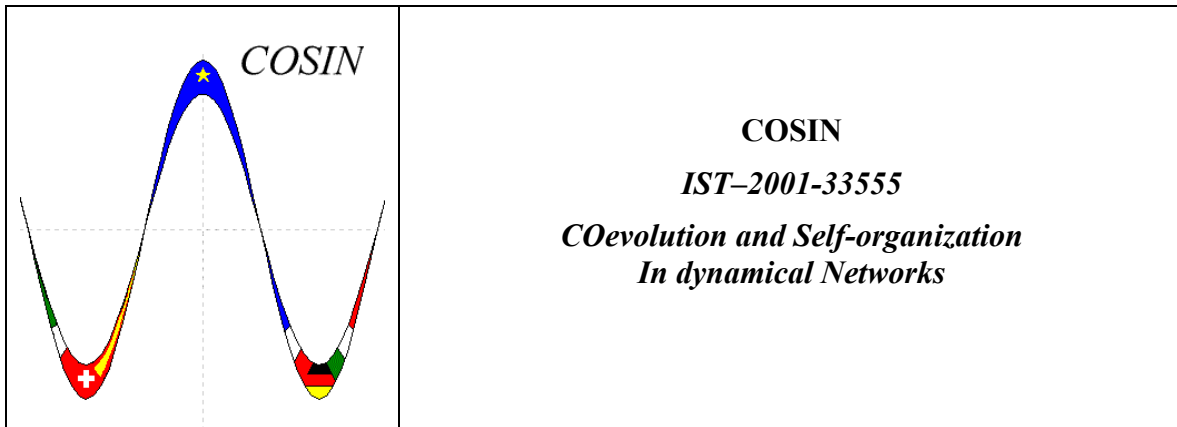 COSIN
COSIN
IST–2001-33555
COevolution and Self-organization
In dynamical Networks